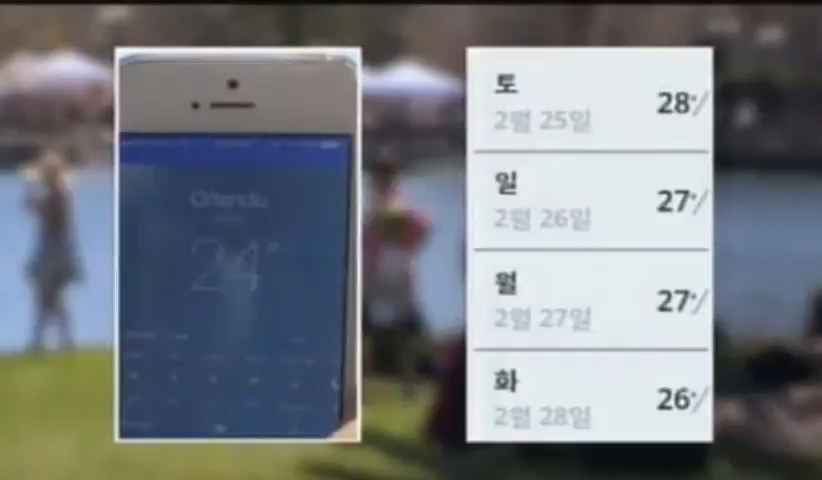 Orlando
24°
토
2월 25일
28°/
일
2월 26일
27°/
월
2월 27일
27°/
화
2월 28일
26°/